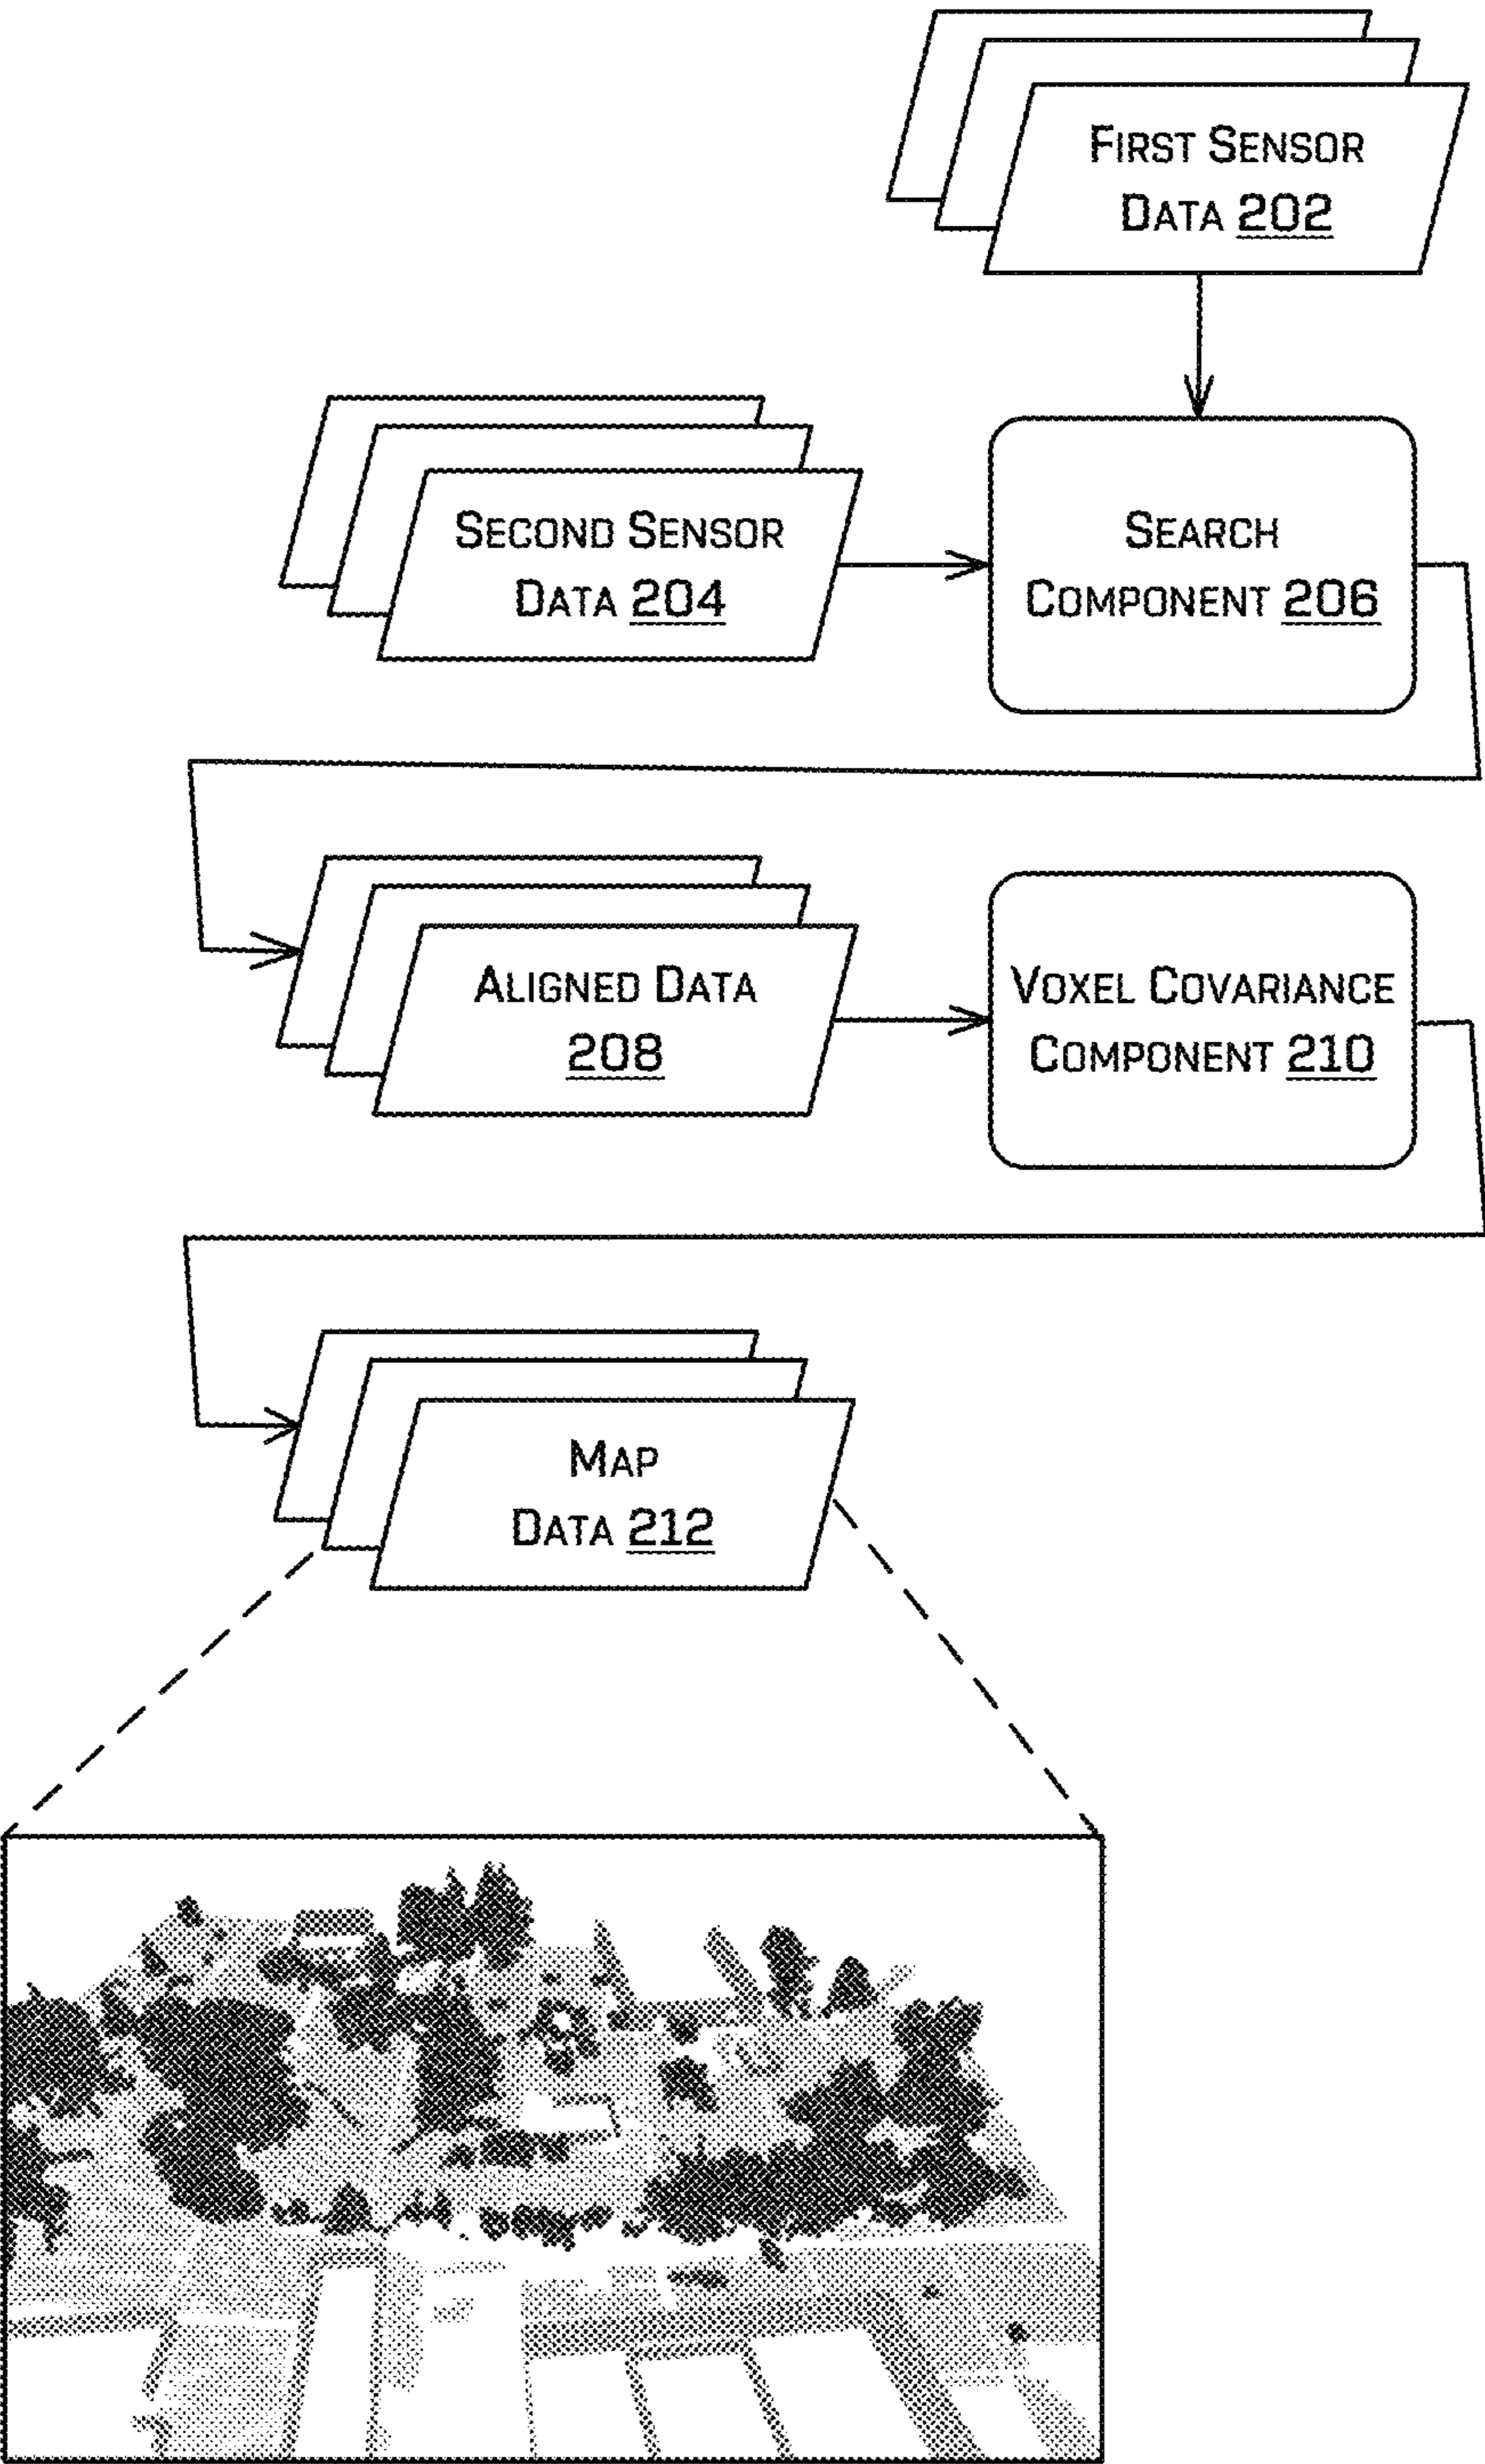 FIRST SENSOR
DATA 202
SECOND SENSOR
DATA 204
SEARCH
COMPONENT 206
ALIGNED DATA
208
VOXEL COVARIANCE
COMPONENT 210
MAP
DATA 212